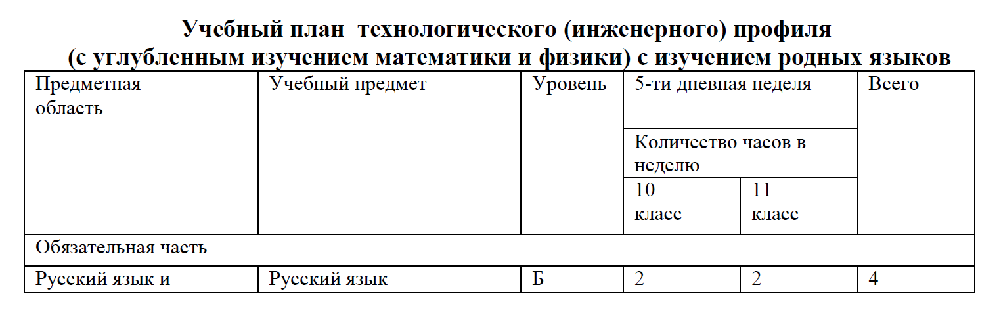 Учебный план технологического (инженерного) профиля
(с углубленным изучением математики и физики) с изучением родных языков
Предметная
область
Учебный предмет
Уровень
5-ти дневная неделя
Всего
Количество часов в
неделю
10
класс
11
класс
Обязательная часть
Русский язык и
Русский язык
Б
2
2
4